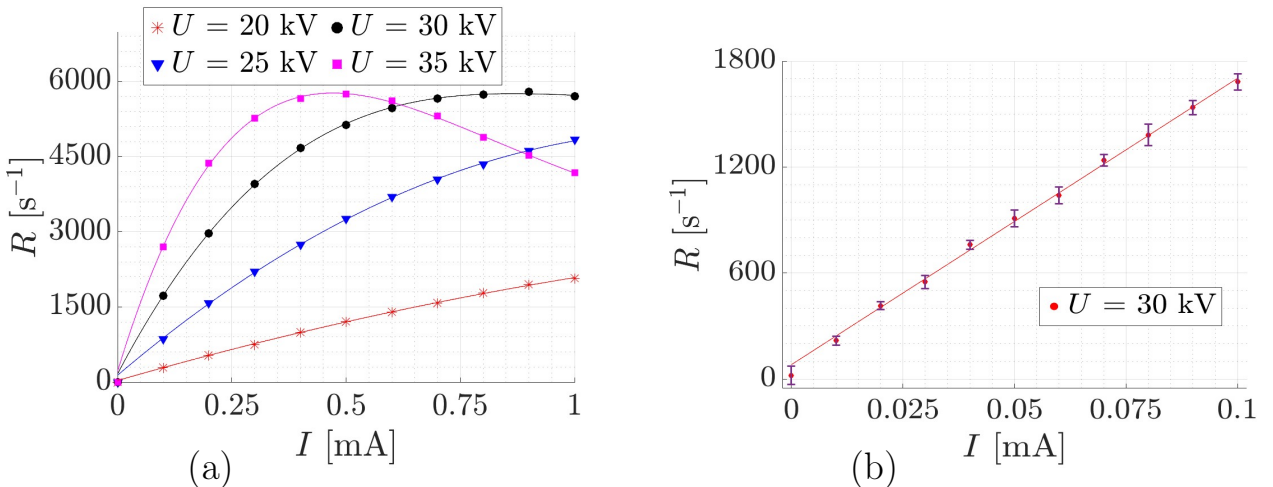 U = 20 kV U = 30 kV
U = 25 kV U = 35 kV
6000
4500
3000
1500
0
R [s⁻¹]
0 0.25 0.5 0.75 1
I [mA]
(a)
1800
1200
600
0
R [s⁻¹]
U = 30 kV
0 0.025 0.05 0.075 0.1
I [mA]
(b)